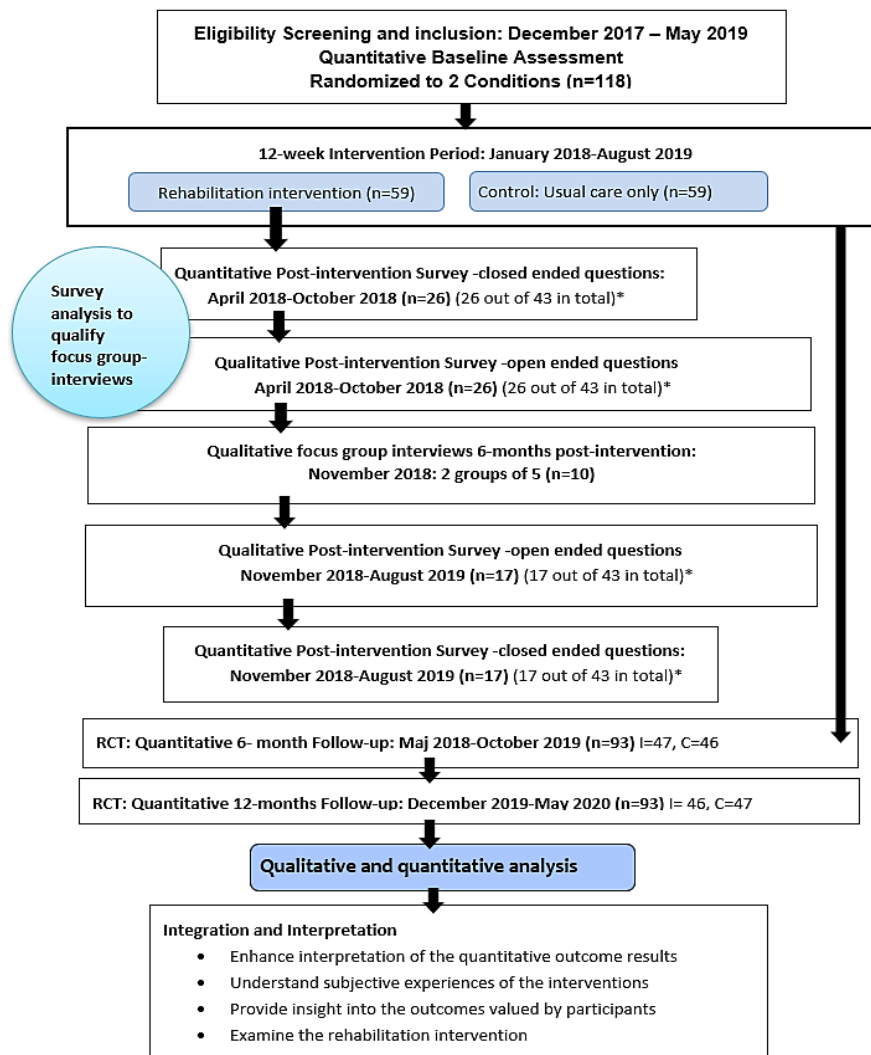 Eligibility Screening and inclusion: December 2017 – May 2019
Quantitative Baseline Assessment
Randomized to 2 Conditions (n=118)
12-week Intervention Period: January 2018-August 2019
Rehabilitation intervention (n=59)
Control: Usual care only (n=59)
Survey
analysis to
qualify
focus group-
interviews
Quantitative Post-intervention Survey -closed ended questions:
April 2018-October 2018 (n=26) (26 out of 43 in total)*
Qualitative Post-intervention Survey -open ended questions
April 2018-October 2018 (n=26) (26 out of 43 in total)*
Qualitative focus group interviews 6-months post-intervention:
November 2018: 2 groups of 5 (n=10)
Qualitative Post-intervention Survey -open ended questions
November 2018-August 2019 (n=17) (17 out of 43 in total)*
Quantitative Post-intervention Survey -closed ended questions:
November 2018-August 2019 (n=17) (17 out of 43 in total)*
RCT: Quantitative 6- month Follow-up: Maj 2018-October 2019 (n=93) I=47, C=46
RCT: Quantitative 12-months Follow-up: December 2019-May 2020 (n=93) I= 46, C=47
Qualitative and quantitative analysis
Integration and Interpretation
• Enhance interpretation of the quantitative outcome results
• Understand subjective experiences of the interventions
• Provide insight into the outcomes valued by participants
• Examine the rehabilitation intervention